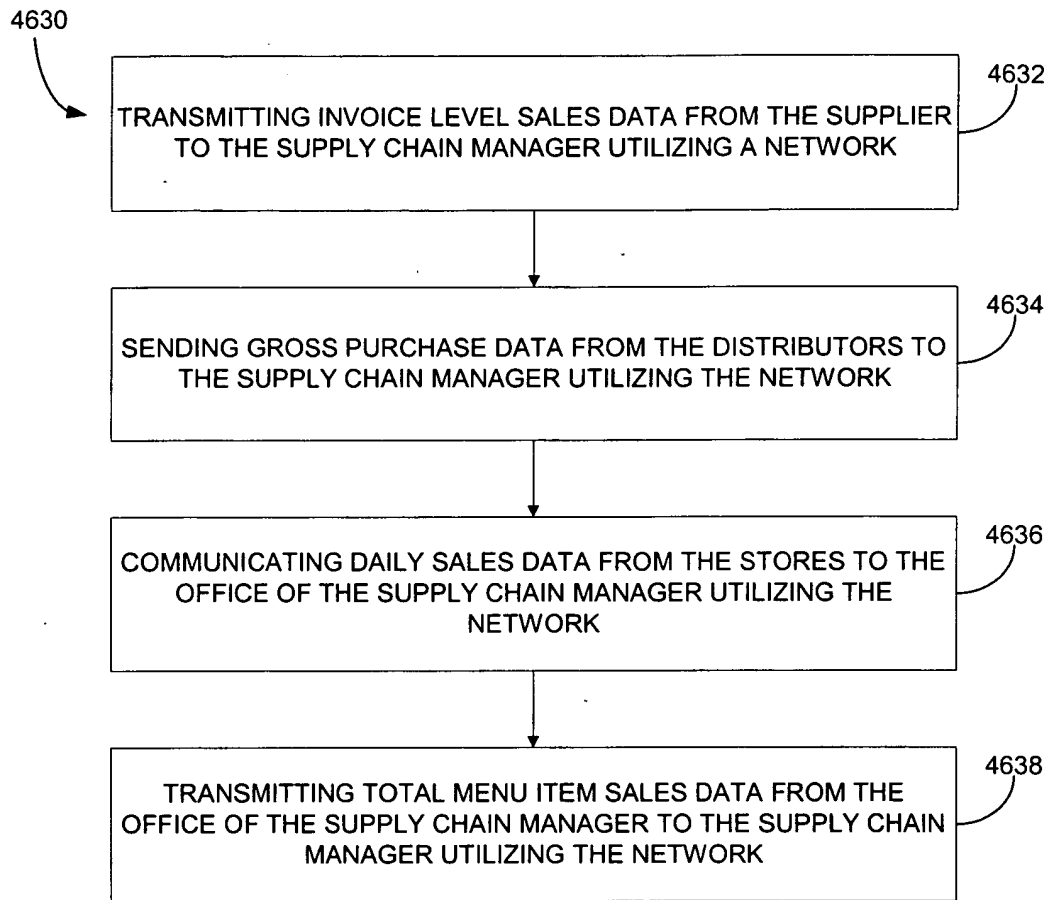 4630
4632
TRANSMITTING INVOICE LEVEL SALES DATA FROM THE SUPPLIER
TO THE SUPPLY CHAIN MANAGER UTILIZING A NETWORK
4634
SENDING GROSS PURCHASE DATA FROM THE DISTRIBUTORS TO
THE SUPPLY CHAIN MANAGER UTILIZING THE NETWORK
4636
COMMUNICATING DAILY SALES DATA FROM THE STORES TO THE
OFFICE OF THE SUPPLY CHAIN MANAGER UTILIZING THE
NETWORK
4638
TRANSMITTING TOTAL MENU ITEM SALES DATA FROM THE
OFFICE OF THE SUPPLY CHAIN MANAGER TO THE SUPPLY CHAIN
MANAGER UTILIZING THE NETWORK